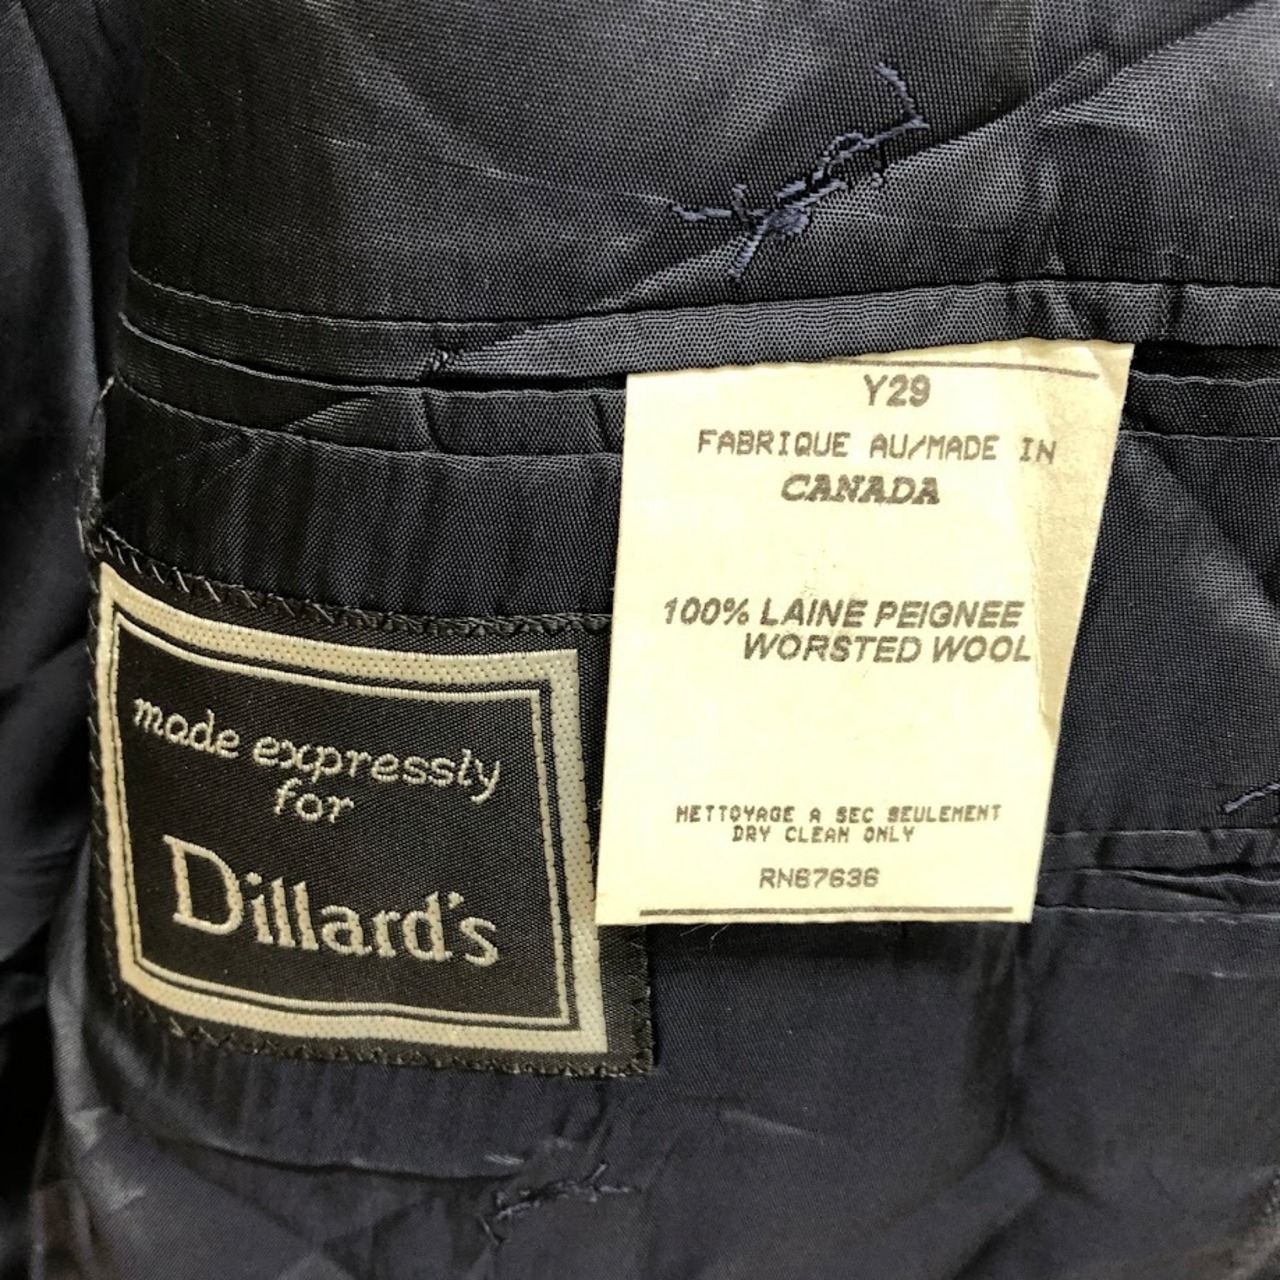 Y29
FABRIQUE AU/MADE IN
CANADA
100% LAINE PEIGNEE
WORSTED WOOL
NETTOYAGE A SEC SEULEMENT
DRY CLEAN ONLY
RN67636
made expressly
for
Dillard's